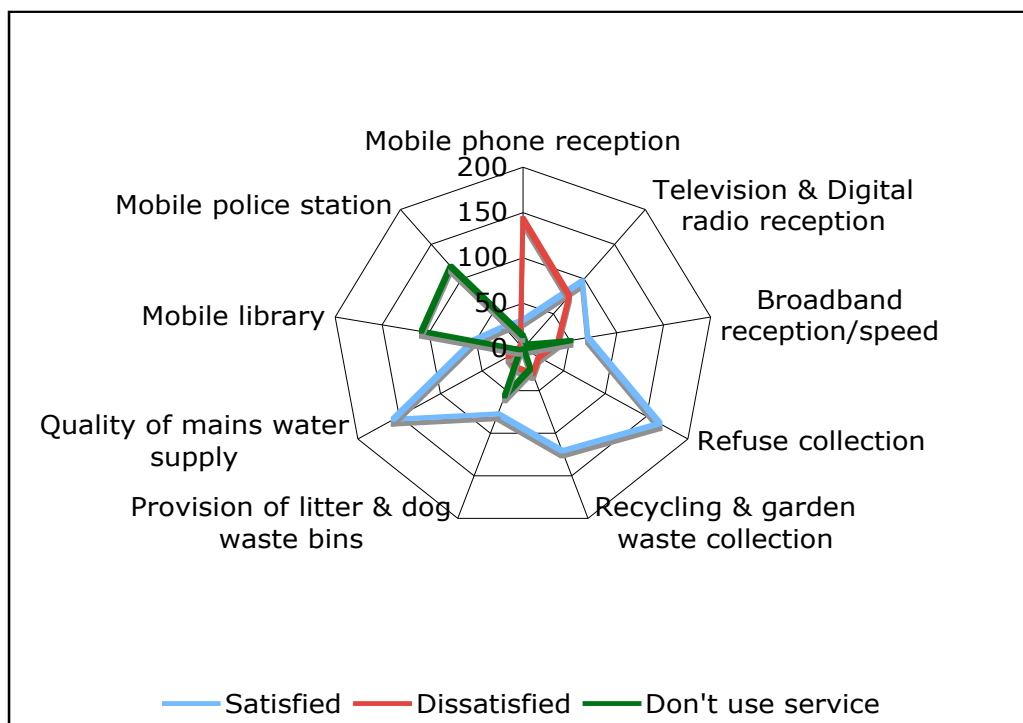 Mobile phone reception
200
Television & Digital
radio reception
Mobile police station
150
100
Broadband
reception/speed
Mobile library
50
0
Quality of mains water
supply
Refuse collection
Provision of litter & dog
waste bins
Recycling & garden
waste collection
Satisfied
Dissatisfied
Don't use service